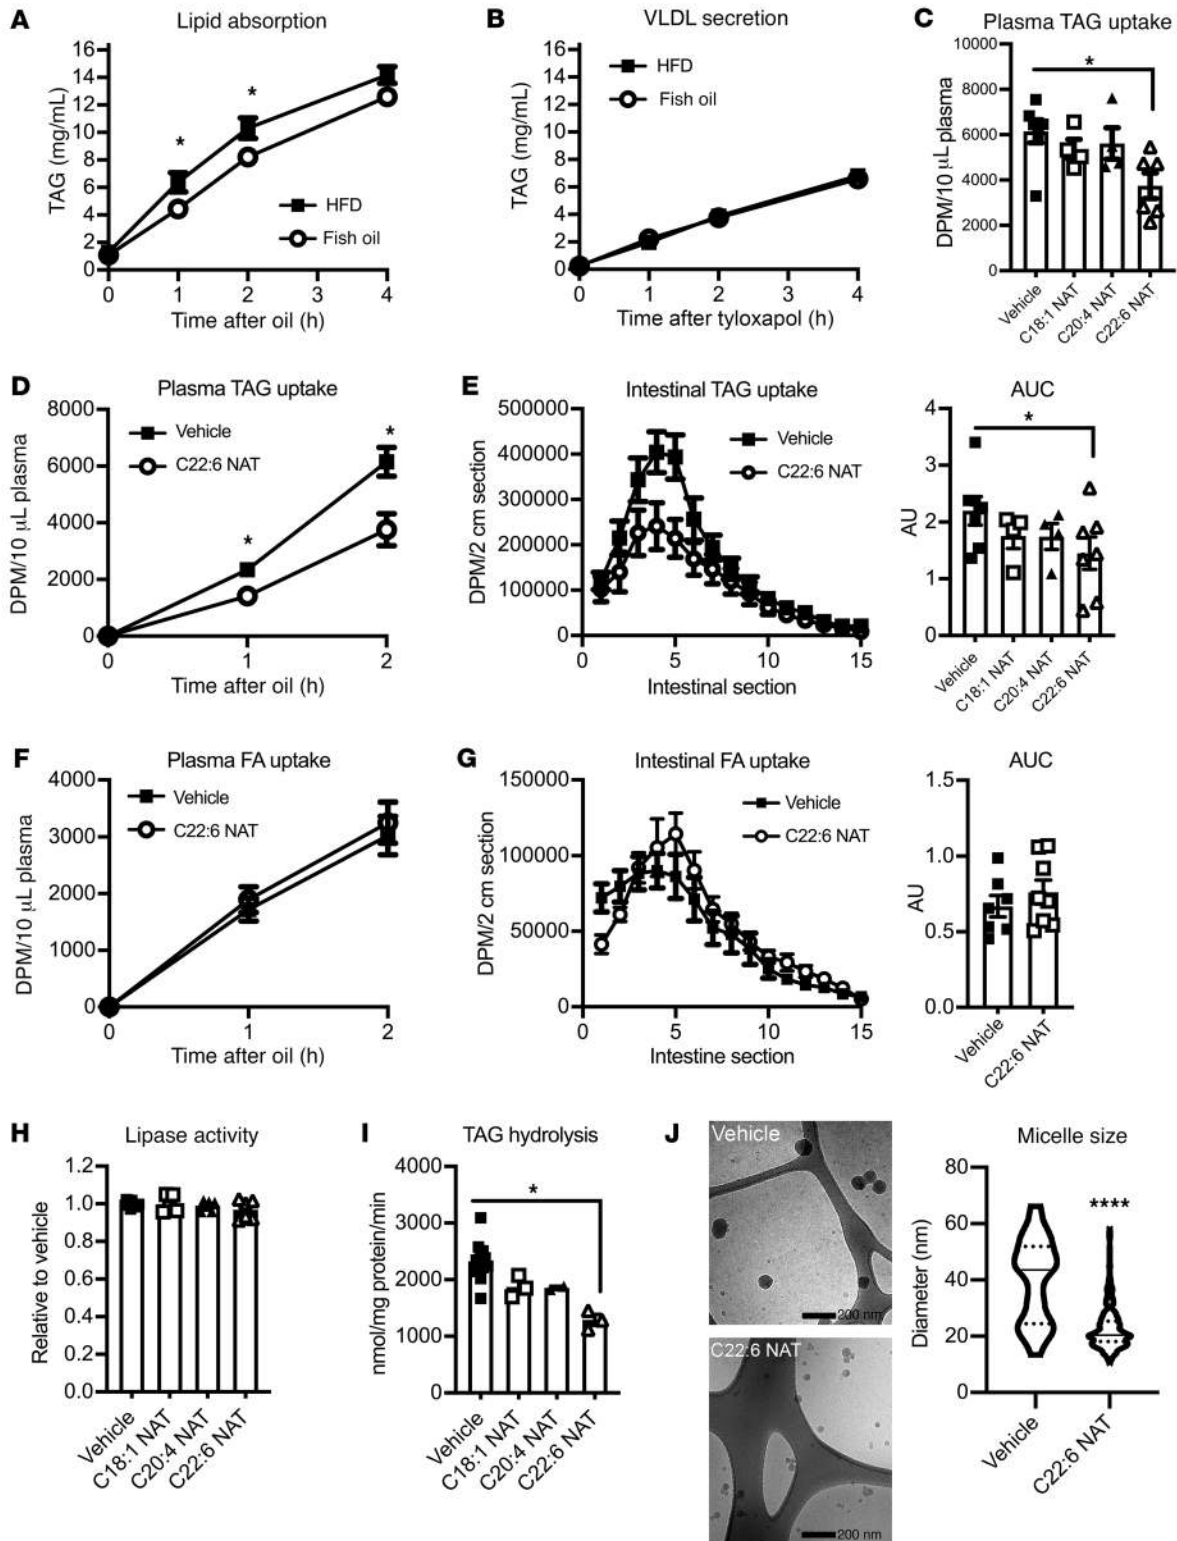 A
Lipid absorption
TAG (mg/mL)
16
14
12
10
8
6
4
2
0
*
*
HFD
Fish oil
0 1 2 3 4
Time after oil (h)
B
VLDL secretion
TAG (mg/mL)
16
14
12
10
8
6
4
2
0
HFD
Fish oil
0 1 2 3 4
Time after tyloxapol (h)
C
Plasma TAG uptake
DPM/10 μL plasma
10000
8000
6000
4000
2000
0
*
Vehicle
C18:1 NAT
C20:4 NAT
C22:6 NAT
D
Plasma TAG uptake
DPM/10 μL plasma
8000
6000
4000
2000
0
Vehicle
C22:6 NAT
*
*
0 1 2
Time after oil (h)
E
Intestinal TAG uptake
DPM/2 cm section
500000
400000
300000
200000
100000
0
Vehicle
C22:6 NAT
0 5 10 15
Intestinal section
AUC
AU
4
3
2
1
0
*
Vehicle
C18:1 NAT
C20:4 NAT
C22:6 NAT
F
Plasma FA uptake
DPM/10 μL plasma
4000
3000
2000
1000
0
Vehicle
C22:6 NAT
0 1 2
Time after oil (h)
G
Intestinal FA uptake
DPM/2 cm section
150000
100000
50000
0
Vehicle
C22:6 NAT
0 5 10 15
Intestine section
AUC
AU
1.5
1.0
0.5
0.0
Vehicle
C22:6 NAT
H
Lipase activity
Relative to vehicle
1.2
1.0
0.8
0.6
0.4
0.2
0.0
Vehicle
C18:1 NAT
C20:4 NAT
C22:6 NAT
I
TAG hydrolysis
nmol/mg protein/min
4000
3000
2000
1000
0
*
Vehicle
C18:1 NAT
C20:4 NAT
C22:6 NAT
J
Vehicle
200 nm
C22:6 NAT
200 nm
Micelle size
Diameter (nm)
80
60
40
20
0
****
Vehicle
C22:6 NAT